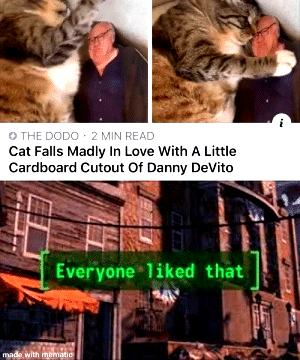 i
THE DODO · 2 MIN READ
Cat Falls Madly In Love With A Little
Cardboard Cutout Of Danny DeVito
[Everyone liked that]
made with mematic